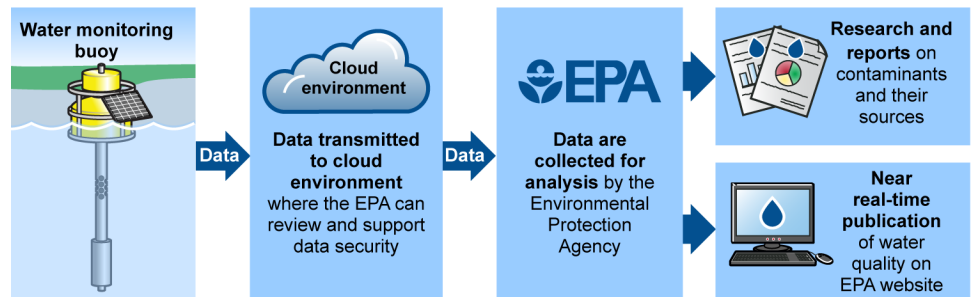 Water monitoring
buoy
Data
Cloud
environment
Data transmitted
to cloud
environment
where the EPA can
review and support
data security
Data
EPA
Data are
collected for
analysis by the
Environmental
Protection
Agency
Research and
reports on
contaminants
and their
sources
Near
real-time
publication
of water
quality on
EPA website